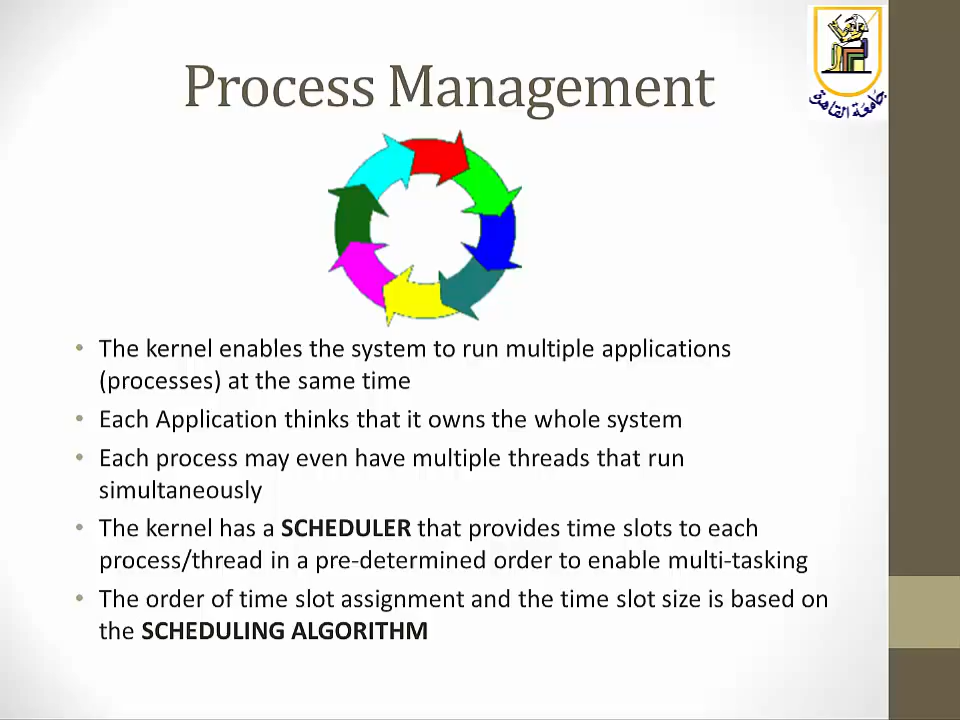 جامعة القاهرة
Process Management
• The kernel enables the system to run multiple applications
(processes) at the same time
• Each Application thinks that it owns the whole system
• Each process may even have multiple threads that run
simultaneously
• The kernel has a SCHEDULER that provides time slots to each
process/thread in a pre-determined order to enable multi-tasking
• The order of time slot assignment and the time slot size is based on
the SCHEDULING ALGORITHM